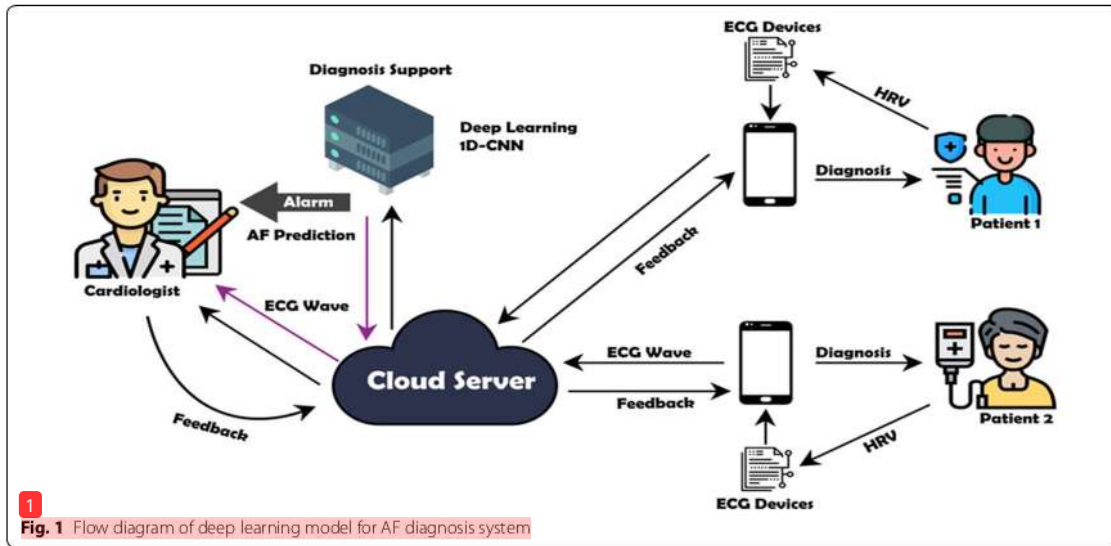 ECG Devices
Diagnosis Support
HRV
Deep Learning
1D-CNN
Alarm
Diagnosis
AF Prediction
Patient 1
Feedback
Cardiologist
ECG Wave
ECG Wave
Diagnosis
Cloud Server
Feedback
Patient 2
Feedback
HRV
ECG Devices
1
Fig. 1 Flow diagram of deep learning model for AF diagnosis system